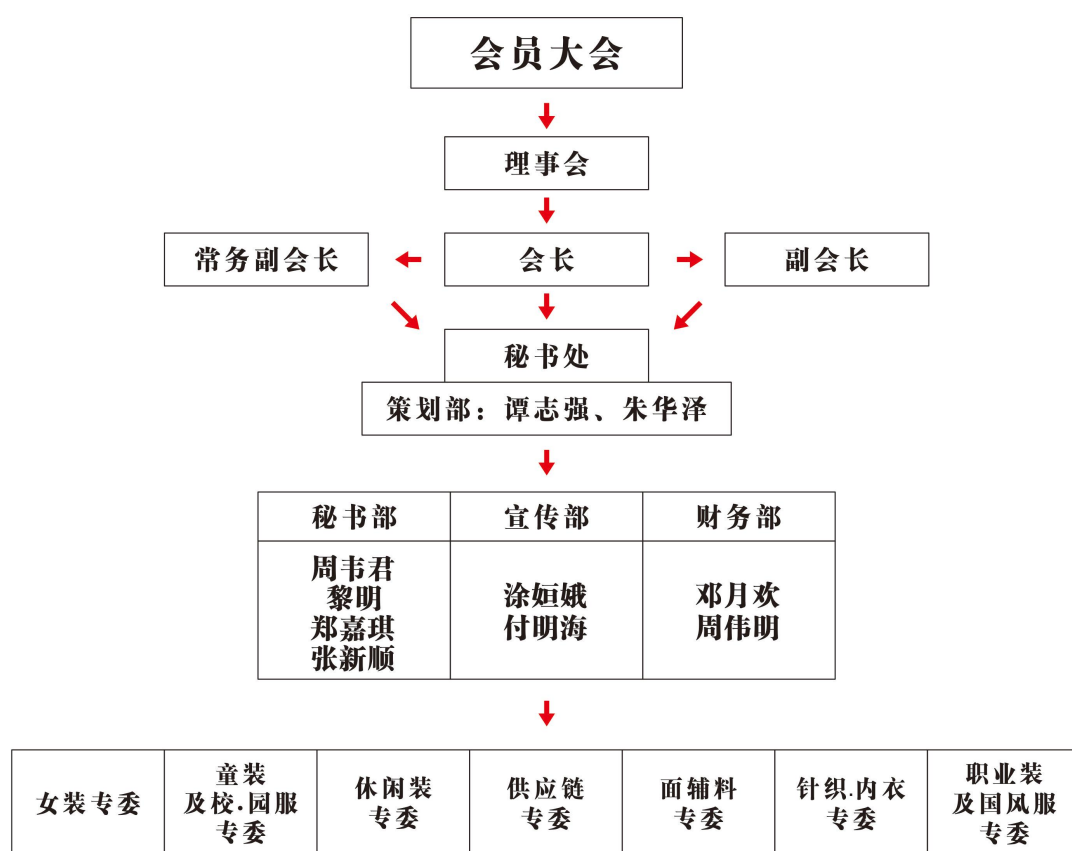 会员大会
理事会
常务副会长
会长
副会长
秘书处
策划部：谭志强、朱华泽
秘书部
宣传部
财务部
周韦君
黎明
郑嘉琪
张新顺
涂姮娥
付明海
邓月欢
周伟明
女装专委
童装
及校.园服
专委
休闲装
专委
供应链
专委
面辅料
专委
针织.内衣
专委
职业装
及国风服
专委